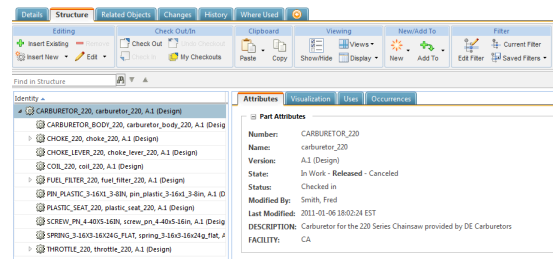 Details Structure Related Objects Changes History Where Used
Editing Check Out/In Clipboard Viewing New/Add To Filter
Insert Existing Remove Check Out Undo Checkout Views Current Filter
Insert New Edit Check In My Checkouts Paste Copy Show/Hide Display New Add To Edit Filter Saved Filters
Find in Structure
Identity
CARBURETOR_220, carburetor_220, A.1 (Design)
CARBURETOR_BODY_220, carburetor_body_220, A.1 (Desig
CHOKE_220, choke_220, A.1 (Design)
CHOKE_LEVER_220, choke_lever_220, A.1 (Design)
COIL_220, coil_220, A.1 (Design)
FUEL_FILTER_220, fuel_filter_220, A.1 (Design)
PIN_PLASTIC_3-16X1_3-8IN, pin_plastic_3-16x1_3-8in, A.1 (D
PLASTIC_SEAT_220, plastic_seat_220, A.1 (Design)
SCREW_PN_4-40X5-16IN, screw_pn_4-40x5-16in, A.1 (Desig
SPRING_3-16X3-16X24G_FLAT, spring_3-16x3-16x24g_flat, A
THROTTLE_220, throttle_220, A.1 (Design)
Attributes Visualization Uses Occurrences
Part Attributes
Number: CARBURETOR_220
Name: carburetor_220
Version: A.1 (Design)
State: In Work - Released - Canceled
Status: Checked in
Modified By: Smith, Fred
Last Modified: 2011-01-06 18:02:24 EST
DESCRIPTION: Carburetor for the 220 Series Chainsaw provided by DE Carburetors
FACILITY: CA